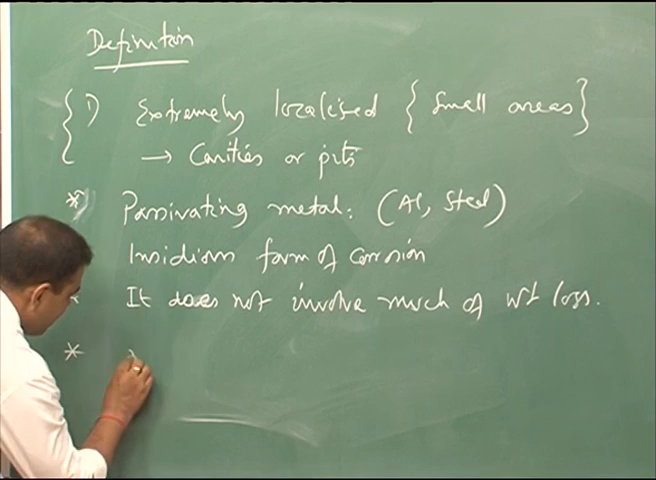 Definition
{ 1) Extremely localised { Small areas }
→ Cavities or pits
* Passivating metal: (Al, Steel)
Insidious form of corrosion
* It does not involve much of wt loss.
*